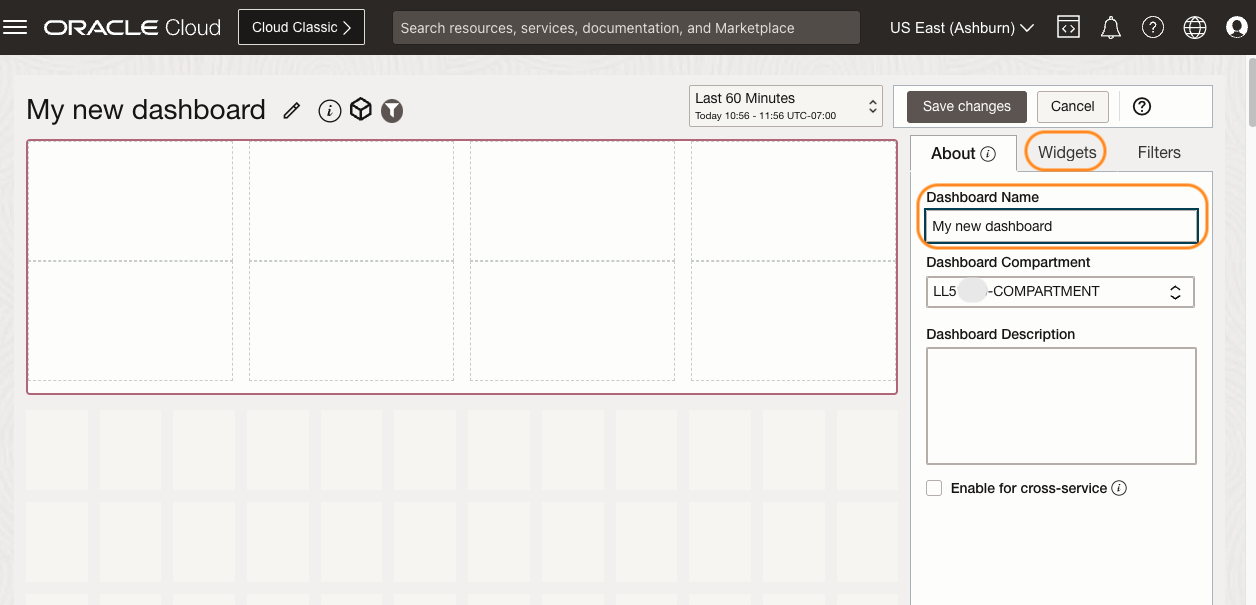 ORACLE Cloud
Cloud Classic
Search resources, services, documentation, and Marketplace
US East (Ashburn)
My new dashboard
Last 60 Minutes
Today 10:56 - 11:56 UTC-07:00
Save changes
Cancel
About
Widgets
Filters
Dashboard Name
My new dashboard
Dashboard Compartment
LL5 -COMPARTMENT
Dashboard Description
Enable for cross-service